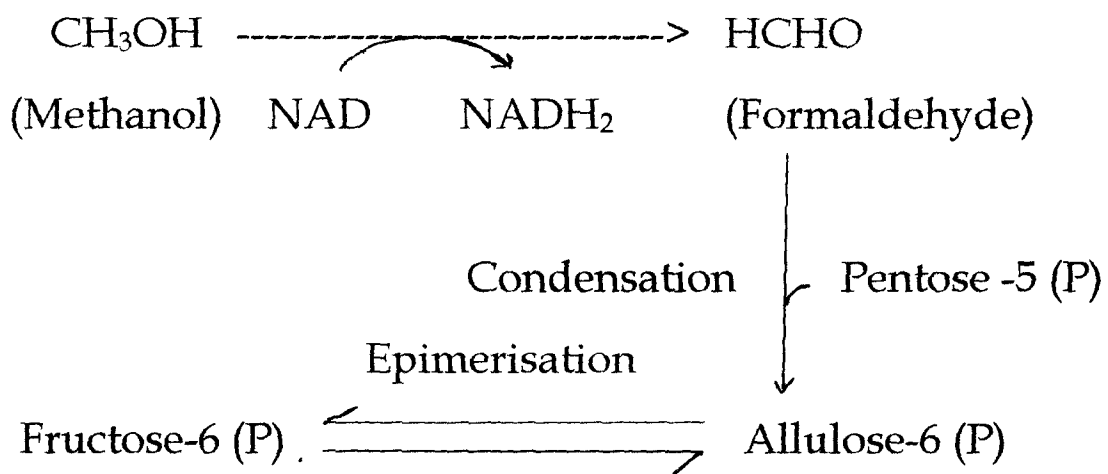 CH₃OH -----------------------> HCHO
(Methanol) NAD NADH₂ (Formaldehyde)
Condensation Pentose -5 (P)
Epimerisation
Fructose-6 (P) . Allulose-6 (P)